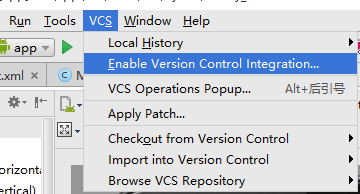 Run Tools VCS Window Help
app
Local History
.xml
Enable Version Control Integration...
VCS Operations Popup... Alt+后引号
Apply Patch...
Checkout from Version Control
Import into Version Control
Browse VCS Repository